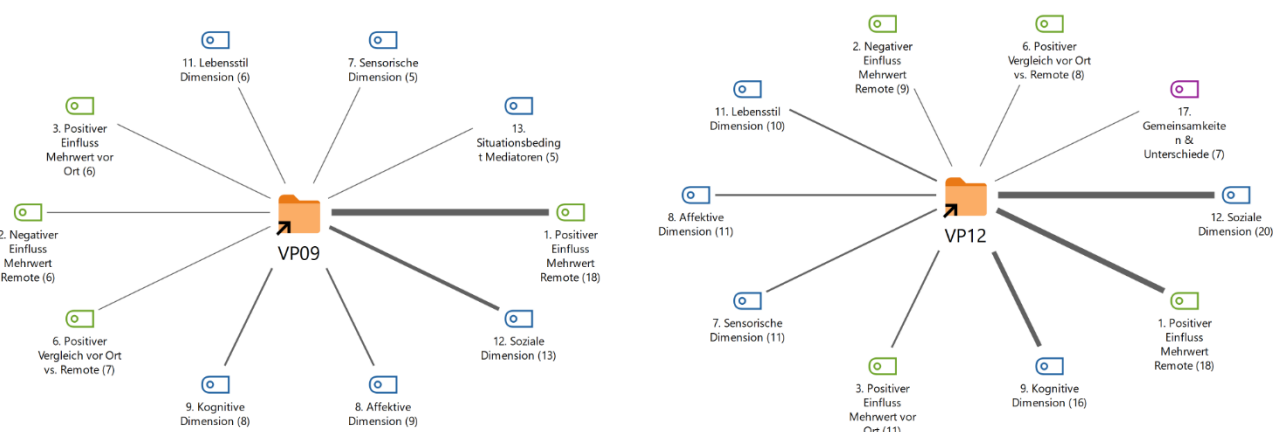 11. Lebensstil
Dimension (6)
7. Sensorische
Dimension (5)
3. Positiver
Einfluss
Mehrwert vor
Ort (6)
13.
Situationsbeding
t Mediatoren (5)
2. Negativer
Einfluss
Mehrwert
Remote (6)
VP09
1. Positiver
Einfluss
Mehrwert
Remote (18)
6. Positiver
Vergleich vor Ort
vs. Remote (7)
12. Soziale
Dimension (13)
9. Kognitive
Dimension (8)
8. Affektive
Dimension (9)
2. Negativer
Einfluss
Mehrwert
Remote (9)
6. Positiver
Vergleich vor Ort
vs. Remote (8)
11. Lebensstil
Dimension (10)
17.
Gemeinsamkeite
n &
Unterschiede (7)
8. Affektive
Dimension (11)
VP12
12. Soziale
Dimension (20)
7. Sensorische
Dimension (11)
1. Positiver
Einfluss
Mehrwert
Remote (18)
3. Positiver
Einfluss
Mehrwert vor
Ort (11)
9. Kognitive
Dimension (16)